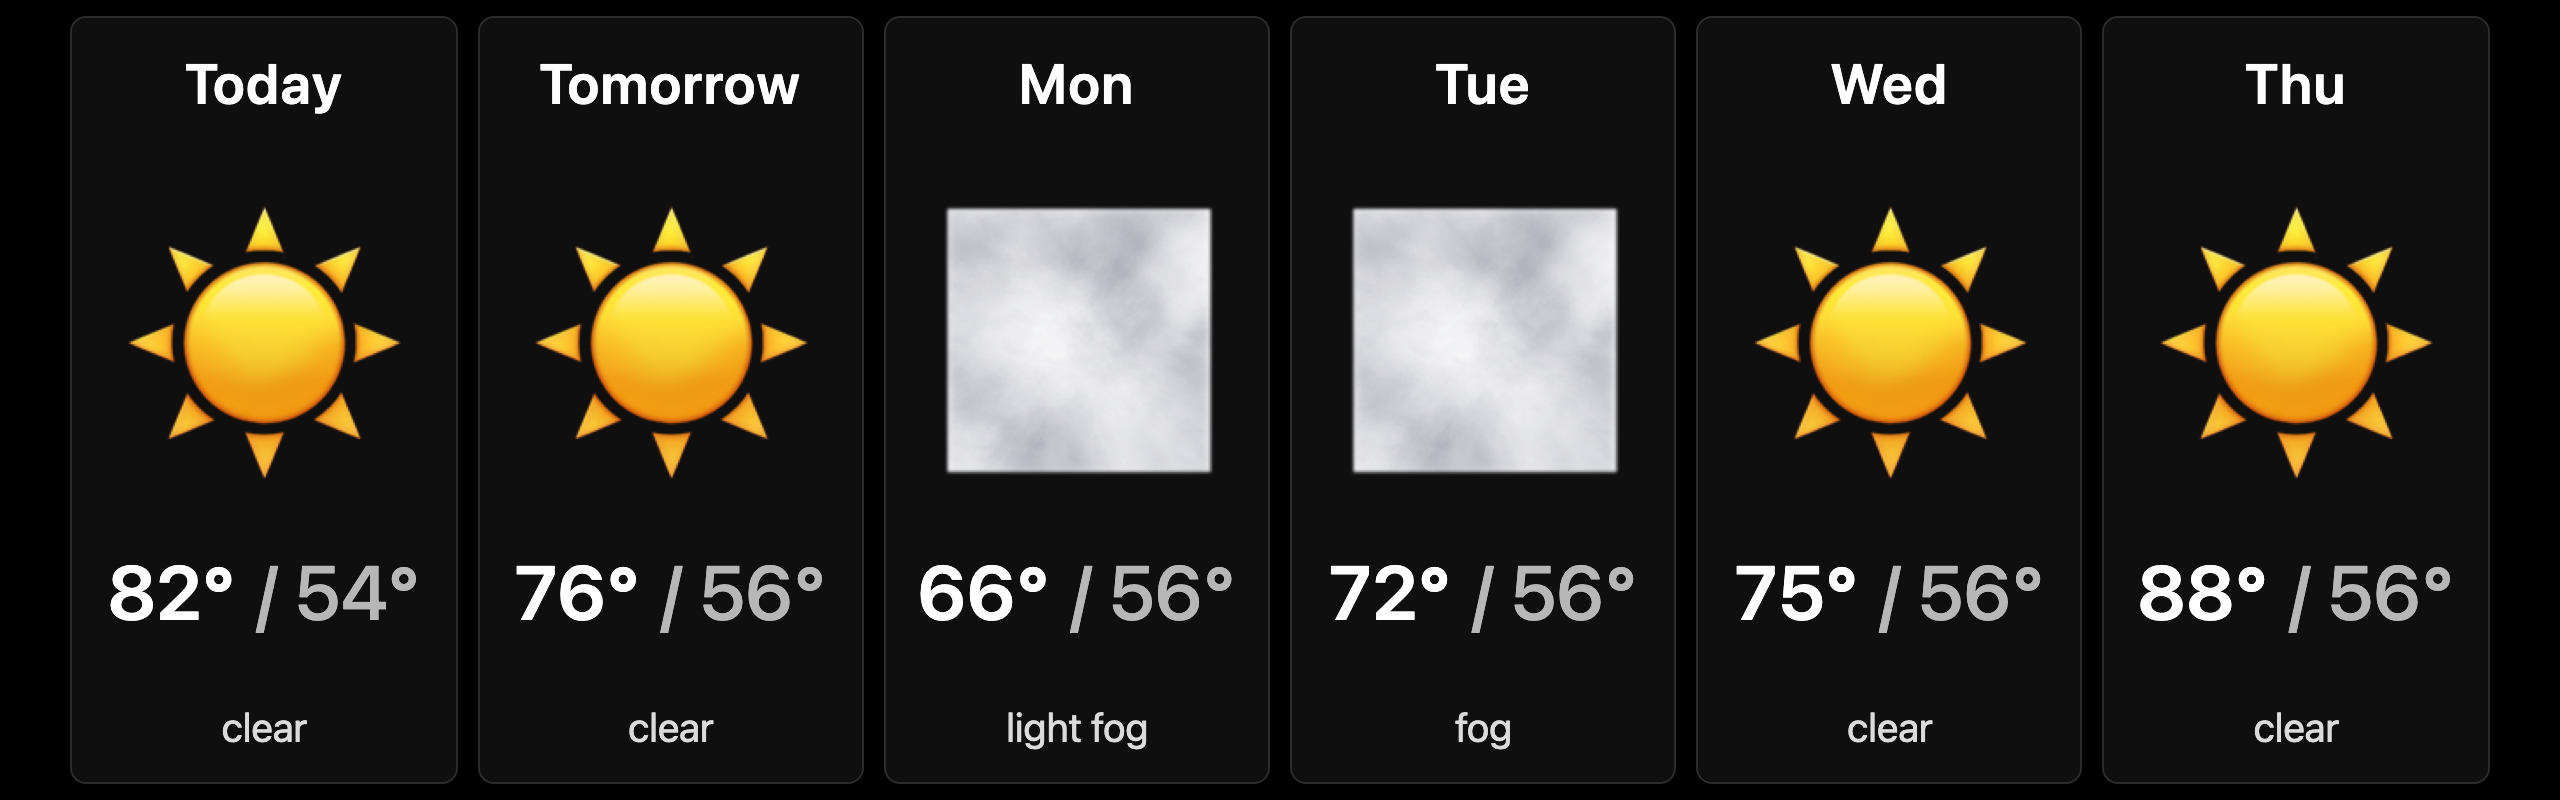 Today
82° / 54°
clear
Tomorrow
76° / 56°
clear
Mon
66° / 56°
light fog
Tue
72° / 56°
fog
Wed
75° / 56°
clear
Thu
88° / 56°
clear